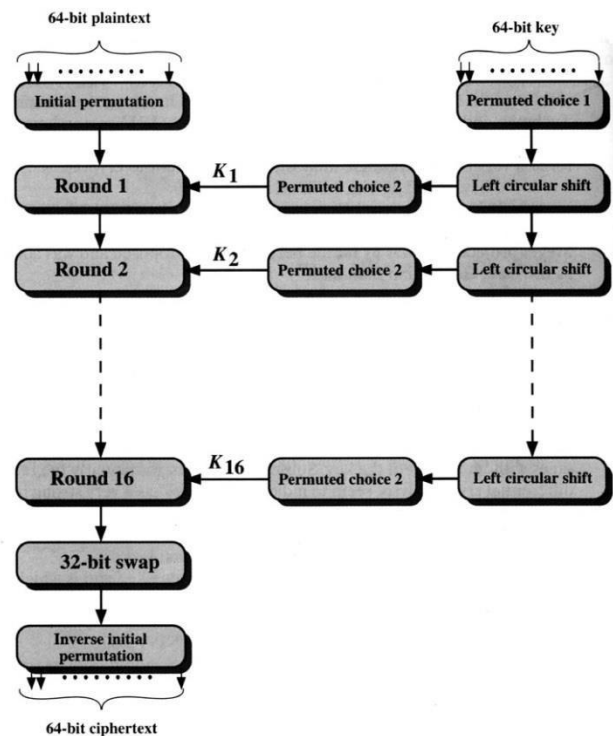 64-bit plaintext
64-bit key
Initial permutation
Permuted choice 1
Round 1
K1
Permuted choice 2
Left circular shift
Round 2
K2
Permuted choice 2
Left circular shift
Round 16
K16
Permuted choice 2
Left circular shift
32-bit swap
Inverse initial
permutation
64-bit ciphertext